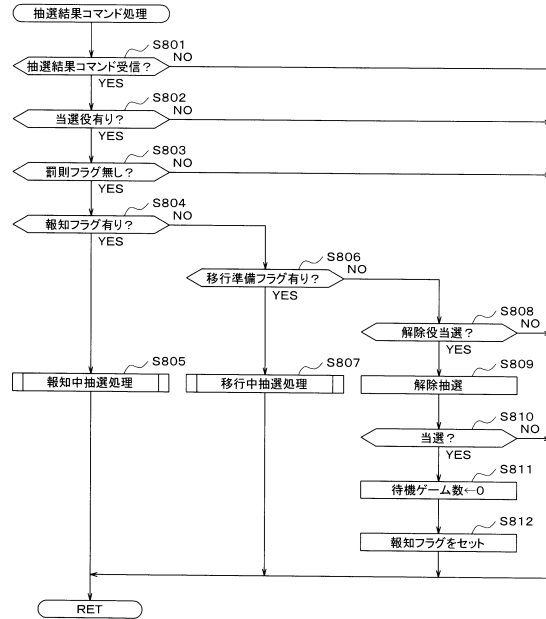 抽選結果コマンド処理
S801
抽選結果コマンド受信？
NO
YES
S802
当選役有り？
NO
YES
S803
罰則フラグ無し？
NO
YES
S804
報知フラグ有り？
NO
YES
S806
移行準備フラグ有り？
NO
YES
S808
解除役当選？
NO
YES
S805
報知中抽選処理
S807
移行中抽選処理
S809
解除抽選
S810
当選？
NO
YES
S811
待機ゲーム数←0
S812
報知フラグをセット
RET